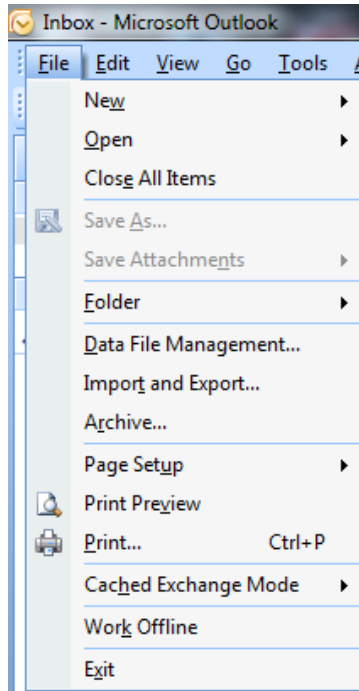 Inbox - Microsoft Outlook
File Edit View Go Tools
New
Open
Close All Items
Save As...
Save Attachments
Folder
Data File Management...
Import and Export...
Archive...
Page Setup
Print Preview
Print... Ctrl+P
Cached Exchange Mode
Work Offline
Exit